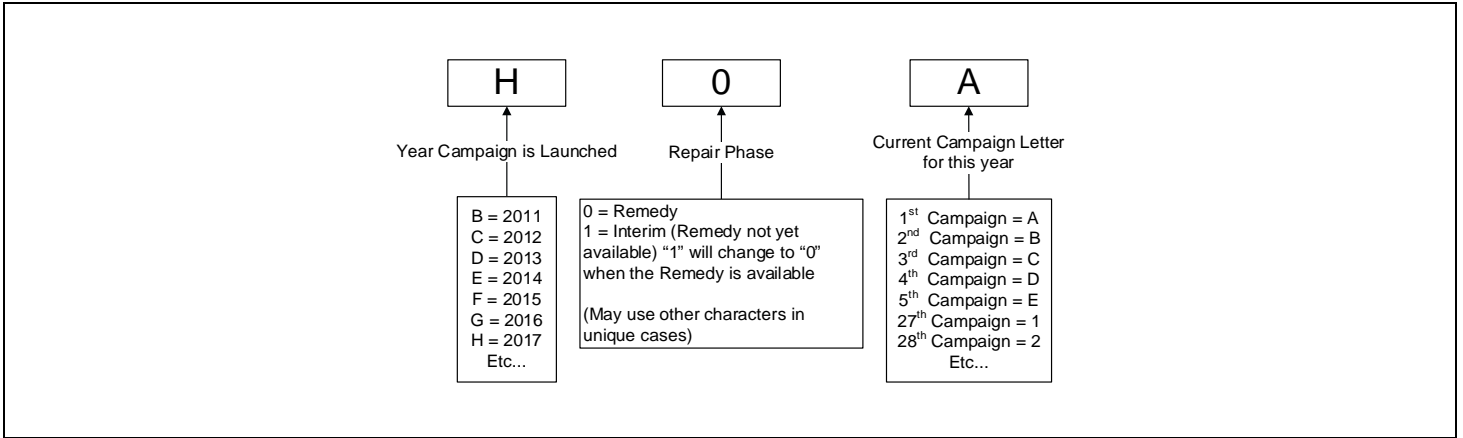 H
0
A
Year Campaign is Launched
Repair Phase
Current Campaign Letter
for this year
B = 2011
C = 2012
D = 2013
E = 2014
F = 2015
G = 2016
H = 2017
Etc...
0 = Remedy
1 = Interim (Remedy not yet
available) “1” will change to “0”
when the Remedy is available
(May use other characters in
unique cases)
1st Campaign = A
2nd Campaign = B
3rd Campaign = C
4th Campaign = D
5th Campaign = E
27th Campaign = 1
28th Campaign = 2
Etc...